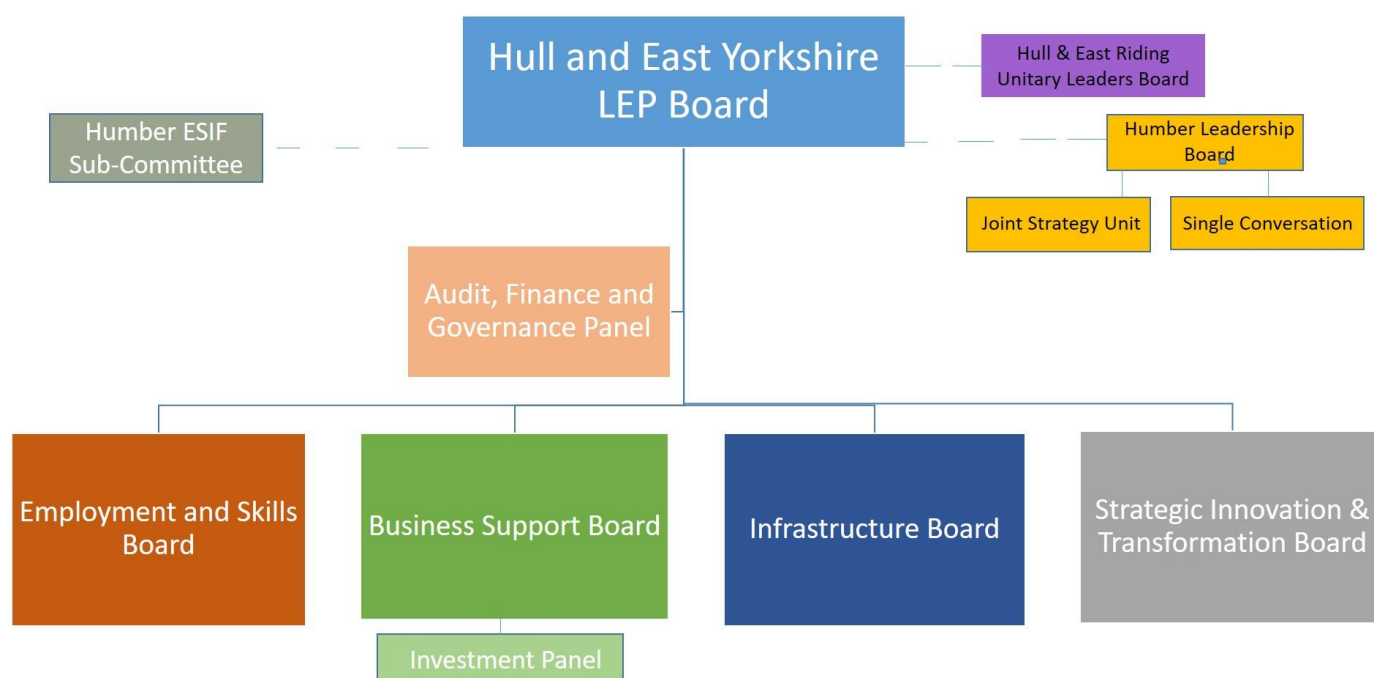 Hull and East Yorkshire
LEP Board
Hull & East Riding
Unitary Leaders Board
Humber ESIF
Sub-Committee
Humber Leadership
Board
Joint Strategy Unit
Single Conversation
Audit, Finance and
Governance Panel
Employment and Skills
Board
Business Support Board
Infrastructure Board
Strategic Innovation &
Transformation Board
Investment Panel